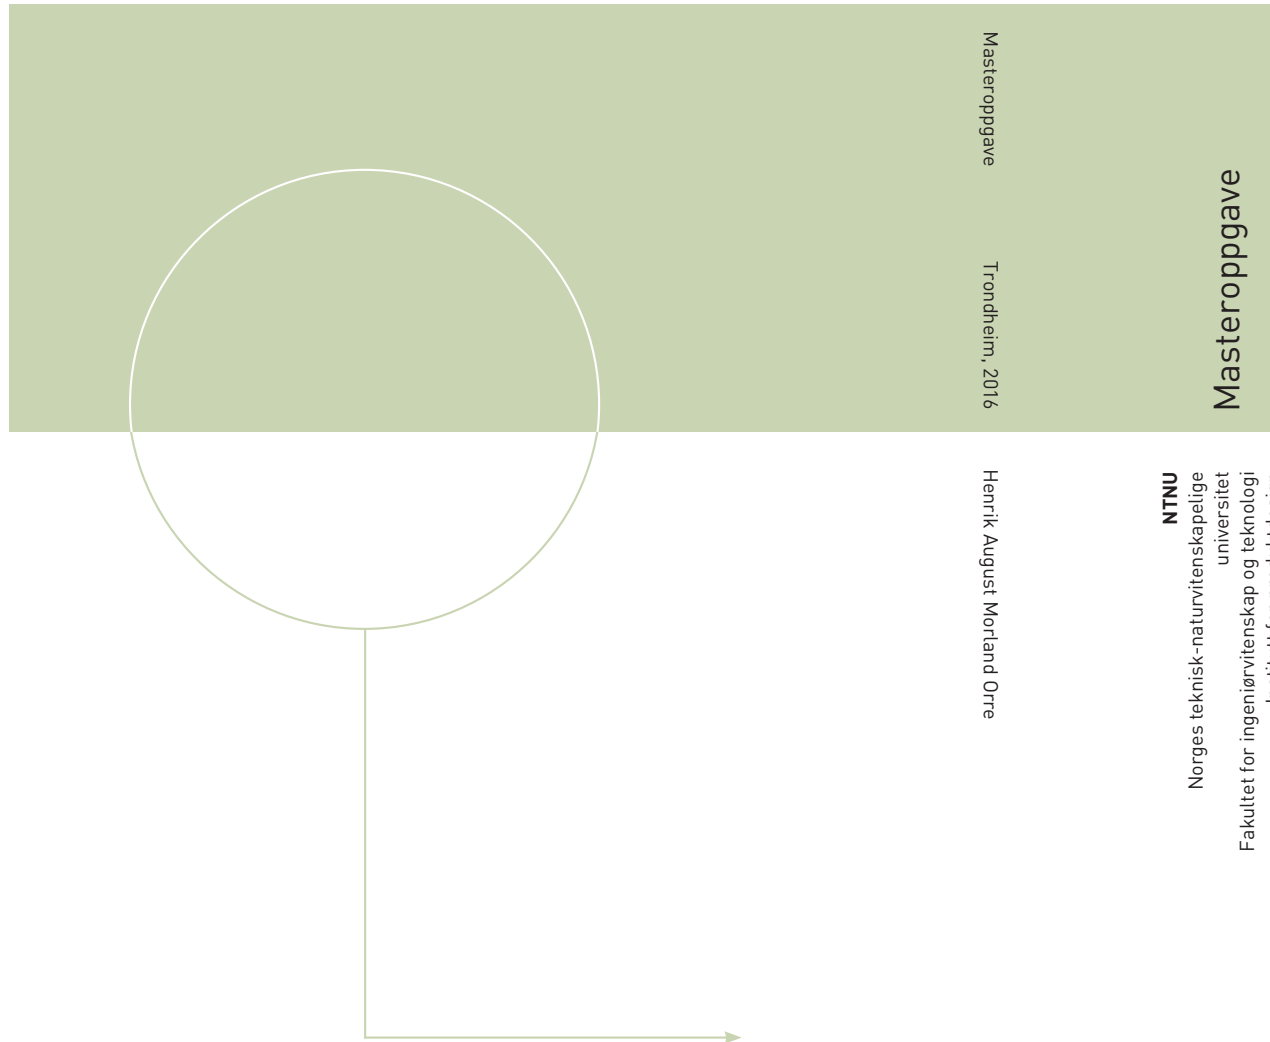 Masteroppgave
Trondheim, 2016
Henrik August Morland Orre
Masteroppgave
NTNU
Norges teknisk-naturvitenskapelige
universitet
Fakultet for ingeniørvitenskap og teknologi